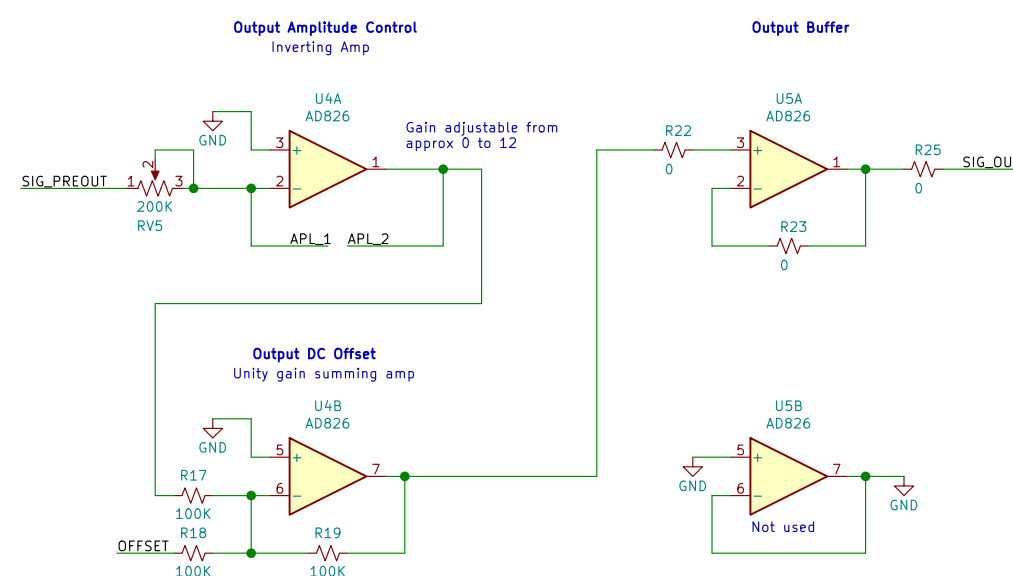 Output Amplitude Control
Inverting Amp
Output Buffer
U4A
AD826
GND
3
+
2
−
1
Gain adjustable from
approx 0 to 12
SIG_PREOUT
1
2
3
200K
RV5
APL_1
APL_2
R22
0
U5A
AD826
3
+
2
−
1
R23
0
R25
0
SIG_OU
Output DC Offset
Unity gain summing amp
U4B
AD826
GND
5
+
6
−
7
R17
100K
OFFSET
R18
100K
R19
100K
U5B
AD826
GND
5
+
6
−
7
GND
Not used